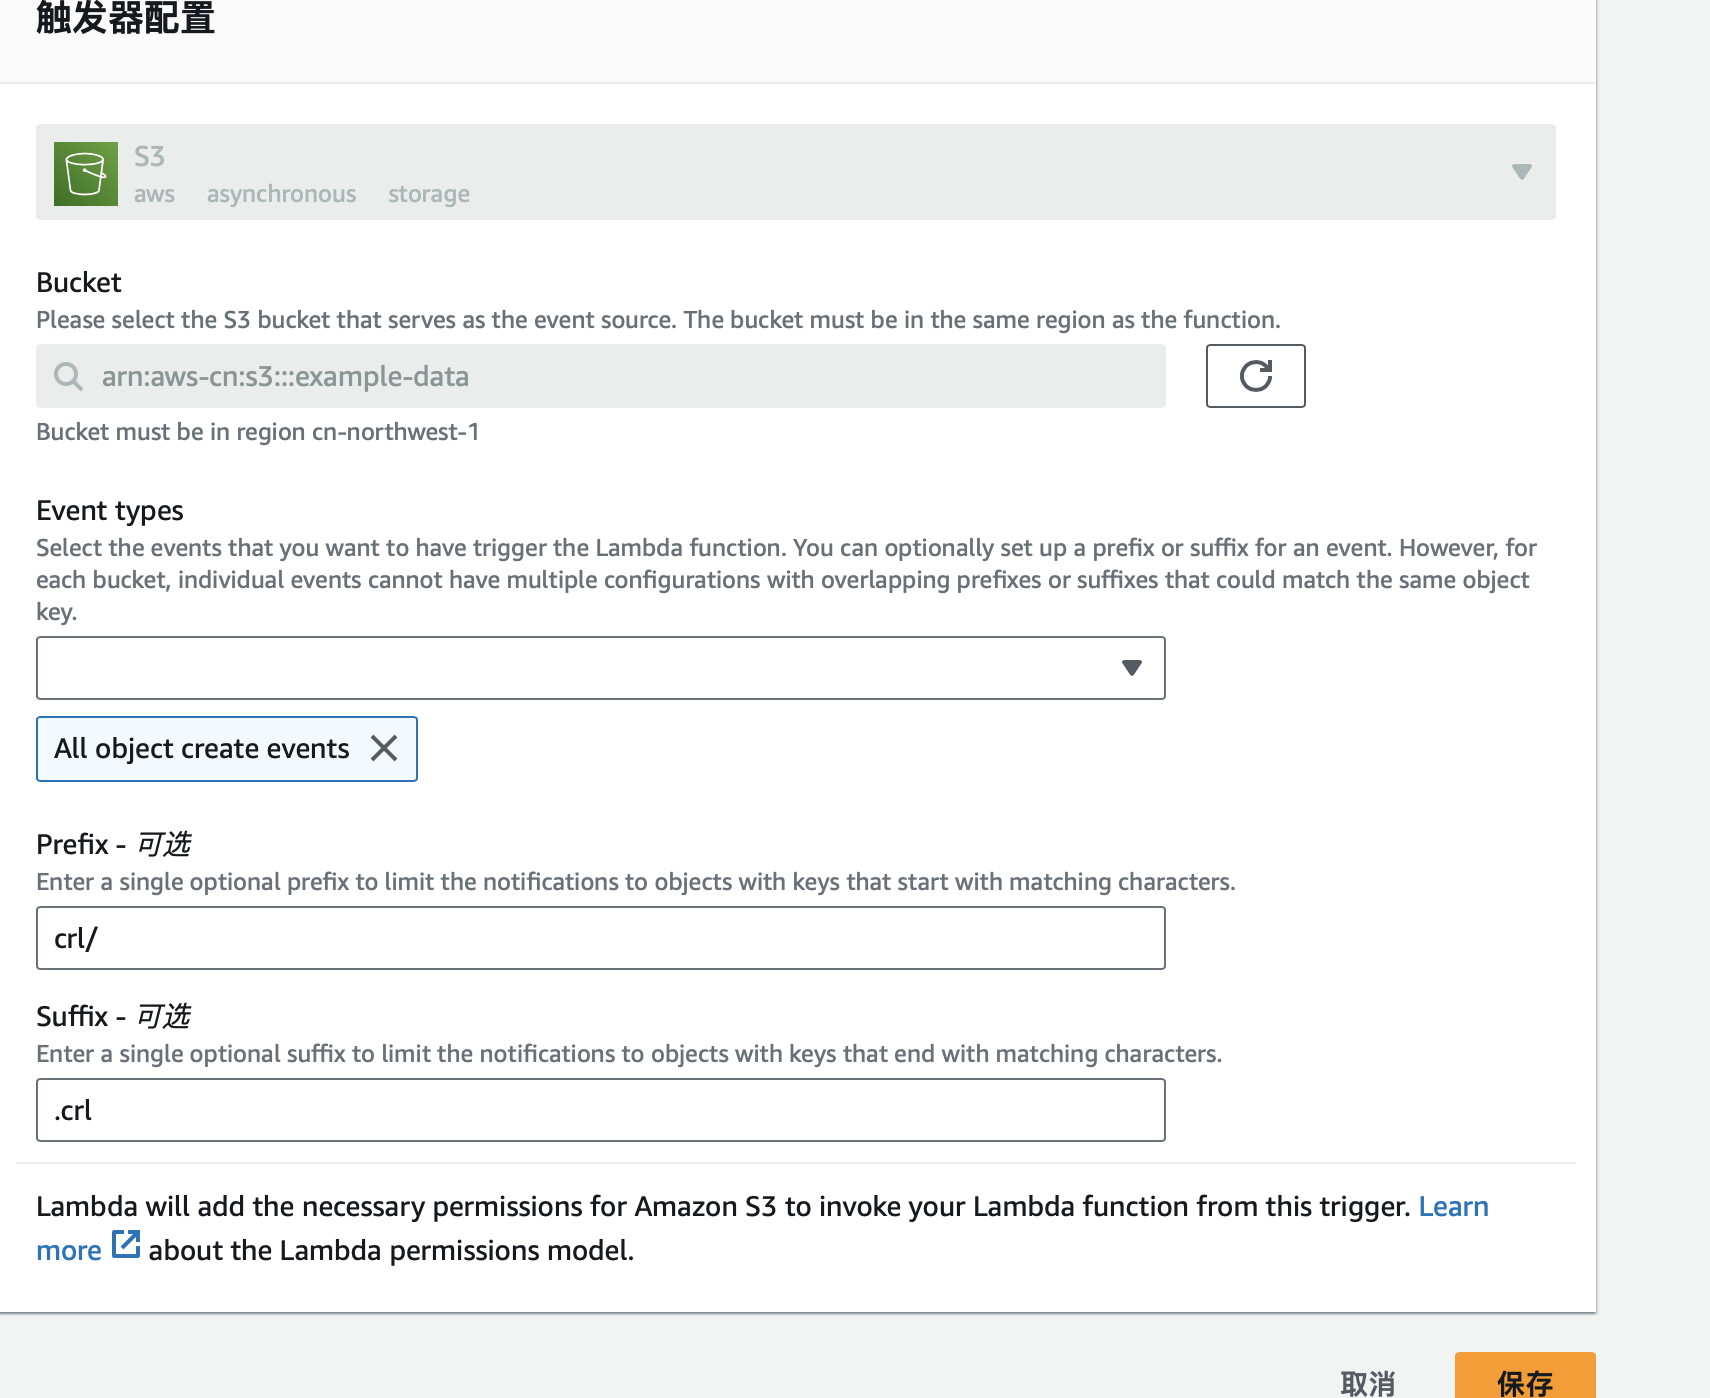 触发器配置
S3
aws asynchronous storage
Bucket
Please select the S3 bucket that serves as the event source. The bucket must be in the same region as the function.
arn:aws-cn:s3:::example-data
Bucket must be in region cn-northwest-1
Event types
Select the events that you want to have trigger the Lambda function. You can optionally set up a prefix or suffix for an event. However, for
each bucket, individual events cannot have multiple configurations with overlapping prefixes or suffixes that could match the same object
key.
All object create events
Prefix - 可选
Enter a single optional prefix to limit the notifications to objects with keys that start with matching characters.
crl/
Suffix - 可选
Enter a single optional suffix to limit the notifications to objects with keys that end with matching characters.
.crl
Lambda will add the necessary permissions for Amazon S3 to invoke your Lambda function from this trigger. Learn
more about the Lambda permissions model.
取消 保存